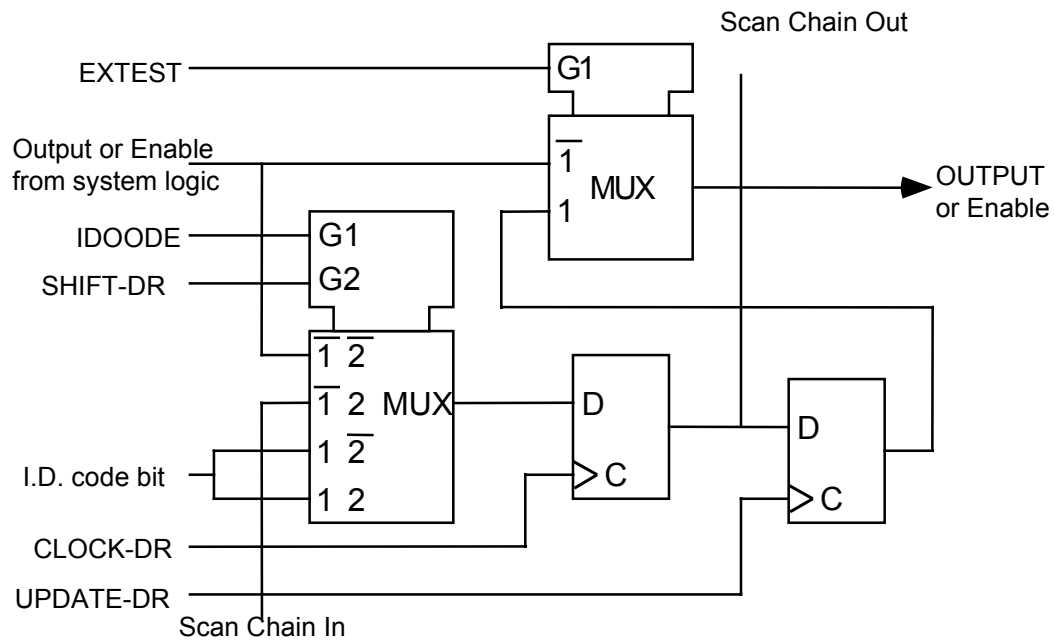 Scan Chain Out
EXTEST
G1
Output or Enable
from system logic
1
MUX
1
OUTPUT
or Enable
IDOODE
G1
SHIFT-DR
G2
1 2
1 2 MUX
1 2
1 2
I.D. code bit
D
C
D
C
CLOCK-DR
UPDATE-DR
Scan Chain In